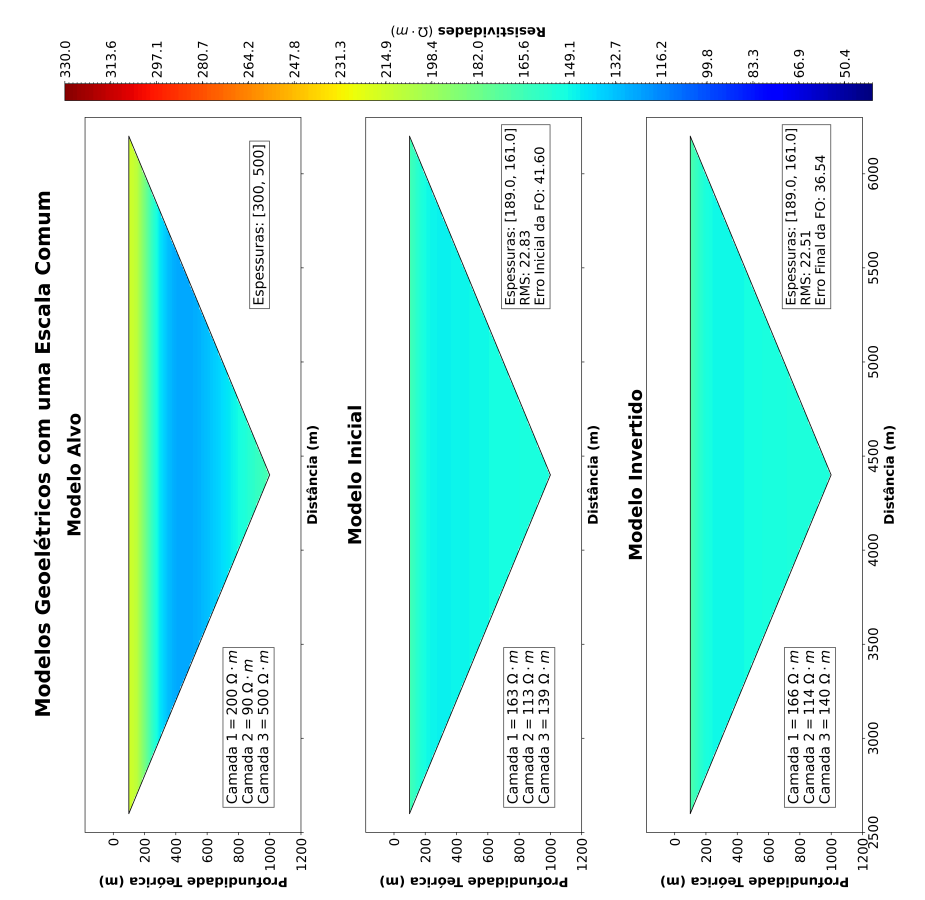 Modelos Geoelétricos com uma Escala Comum
Modelo Alvo
Profundidade Teórica (m)
0
200
400
600
800
1000
1200
Camada 1 = 200 Ω · m
Camada 2 = 90 Ω · m
Camada 3 = 500 Ω · m
Espessuras: [300, 500]
Distância (m)
Modelo Inicial
Profundidade Teórica (m)
0
200
400
600
800
1000
1200
Camada 1 = 163 Ω · m
Camada 2 = 113 Ω · m
Camada 3 = 139 Ω · m
Espessuras: [189.0, 161.0]
RMS: 22.83
Erro Inicial da FO: 41.60
Distância (m)
Modelo Invertido
Profundidade Teórica (m)
0
200
400
600
800
1000
1200
Camada 1 = 166 Ω · m
Camada 2 = 114 Ω · m
Camada 3 = 140 Ω · m
Espessuras: [189.0, 161.0]
RMS: 22.51
Erro Final da FO: 36.54
2500 3000 3500 4000 4500 5000 5500 6000
Distância (m)
330.0
313.6
297.1
280.7
264.2
247.8
231.3
214.9
198.4
182.0
165.6
149.1
132.7
116.2
99.8
83.3
66.9
50.4
Resistividades (Ω · m)